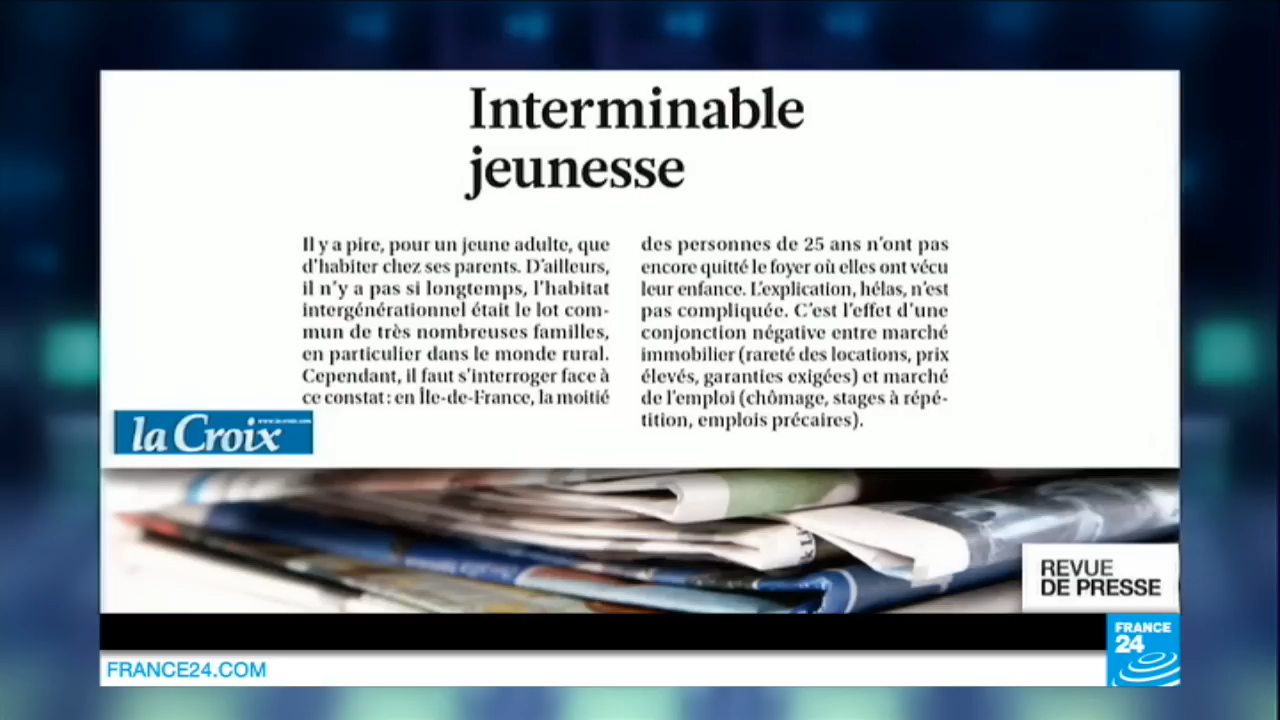 Interminable
jeunesse
Il y a pire, pour un jeune adulte, que
d'habiter chez ses parents. D'ailleurs,
il n'y a pas si longtemps, l'habitat
intergénérationnel était le lot com-
mun de très nombreuses familles,
en particulier dans le monde rural.
Cependant, il faut s'interroger face à
ce constat : en Île-de-France, la moitié
des personnes de 25 ans n'ont pas
encore quitté le foyer où elles ont vécu
leur enfance. L'explication, hélas, n'est
pas compliquée. C'est l'effet d'une
conjonction négative entre marché
immobilier (rareté des locations, prix
élevés, garanties exigées) et marché
de l'emploi (chômage, stages à répé-
tition, emplois précaires).
www.la-croix.com
la Croix
REVUE
DE PRESSE
FRANCE
24
FRANCE24.COM